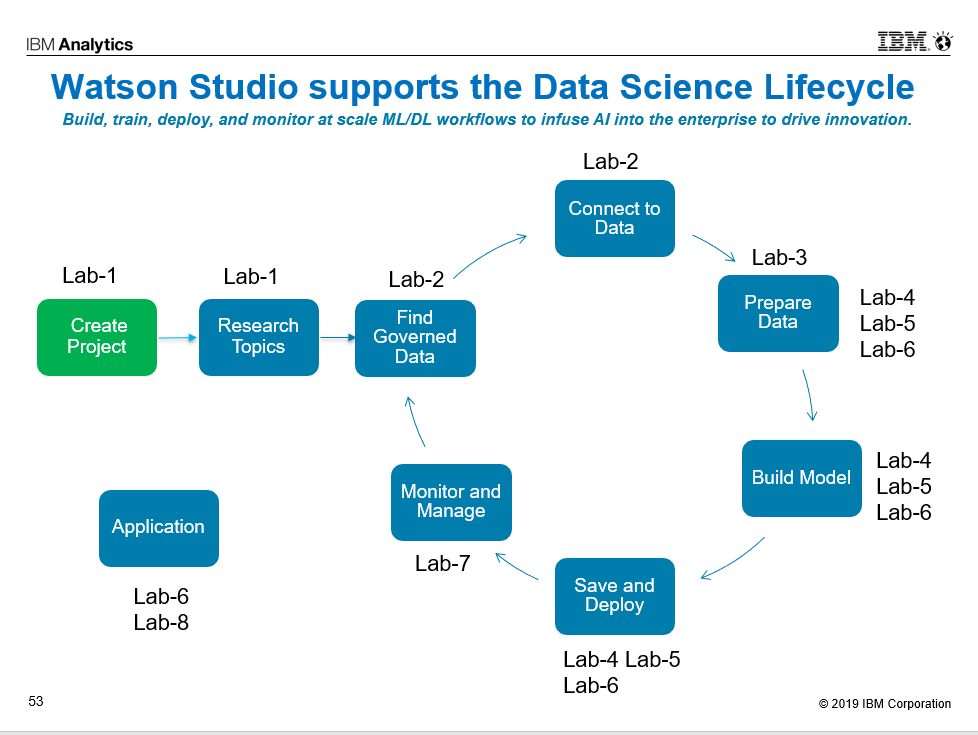 IBM Analytics
IBM
Watson Studio supports the Data Science Lifecycle
Build, train, deploy, and monitor at scale ML/DL workflows to infuse AI into the enterprise to drive innovation.
Lab-1
Create
Project
Lab-1
Research
Topics
Lab-2
Find
Governed
Data
Lab-2
Connect to
Data
Lab-3
Prepare
Data
Lab-4
Lab-5
Lab-6
Build Model
Lab-4
Lab-5
Lab-6
Save and
Deploy
Lab-4 Lab-5
Lab-6
Monitor and
Manage
Lab-7
Application
Lab-6
Lab-8
53
© 2019 IBM Corporation